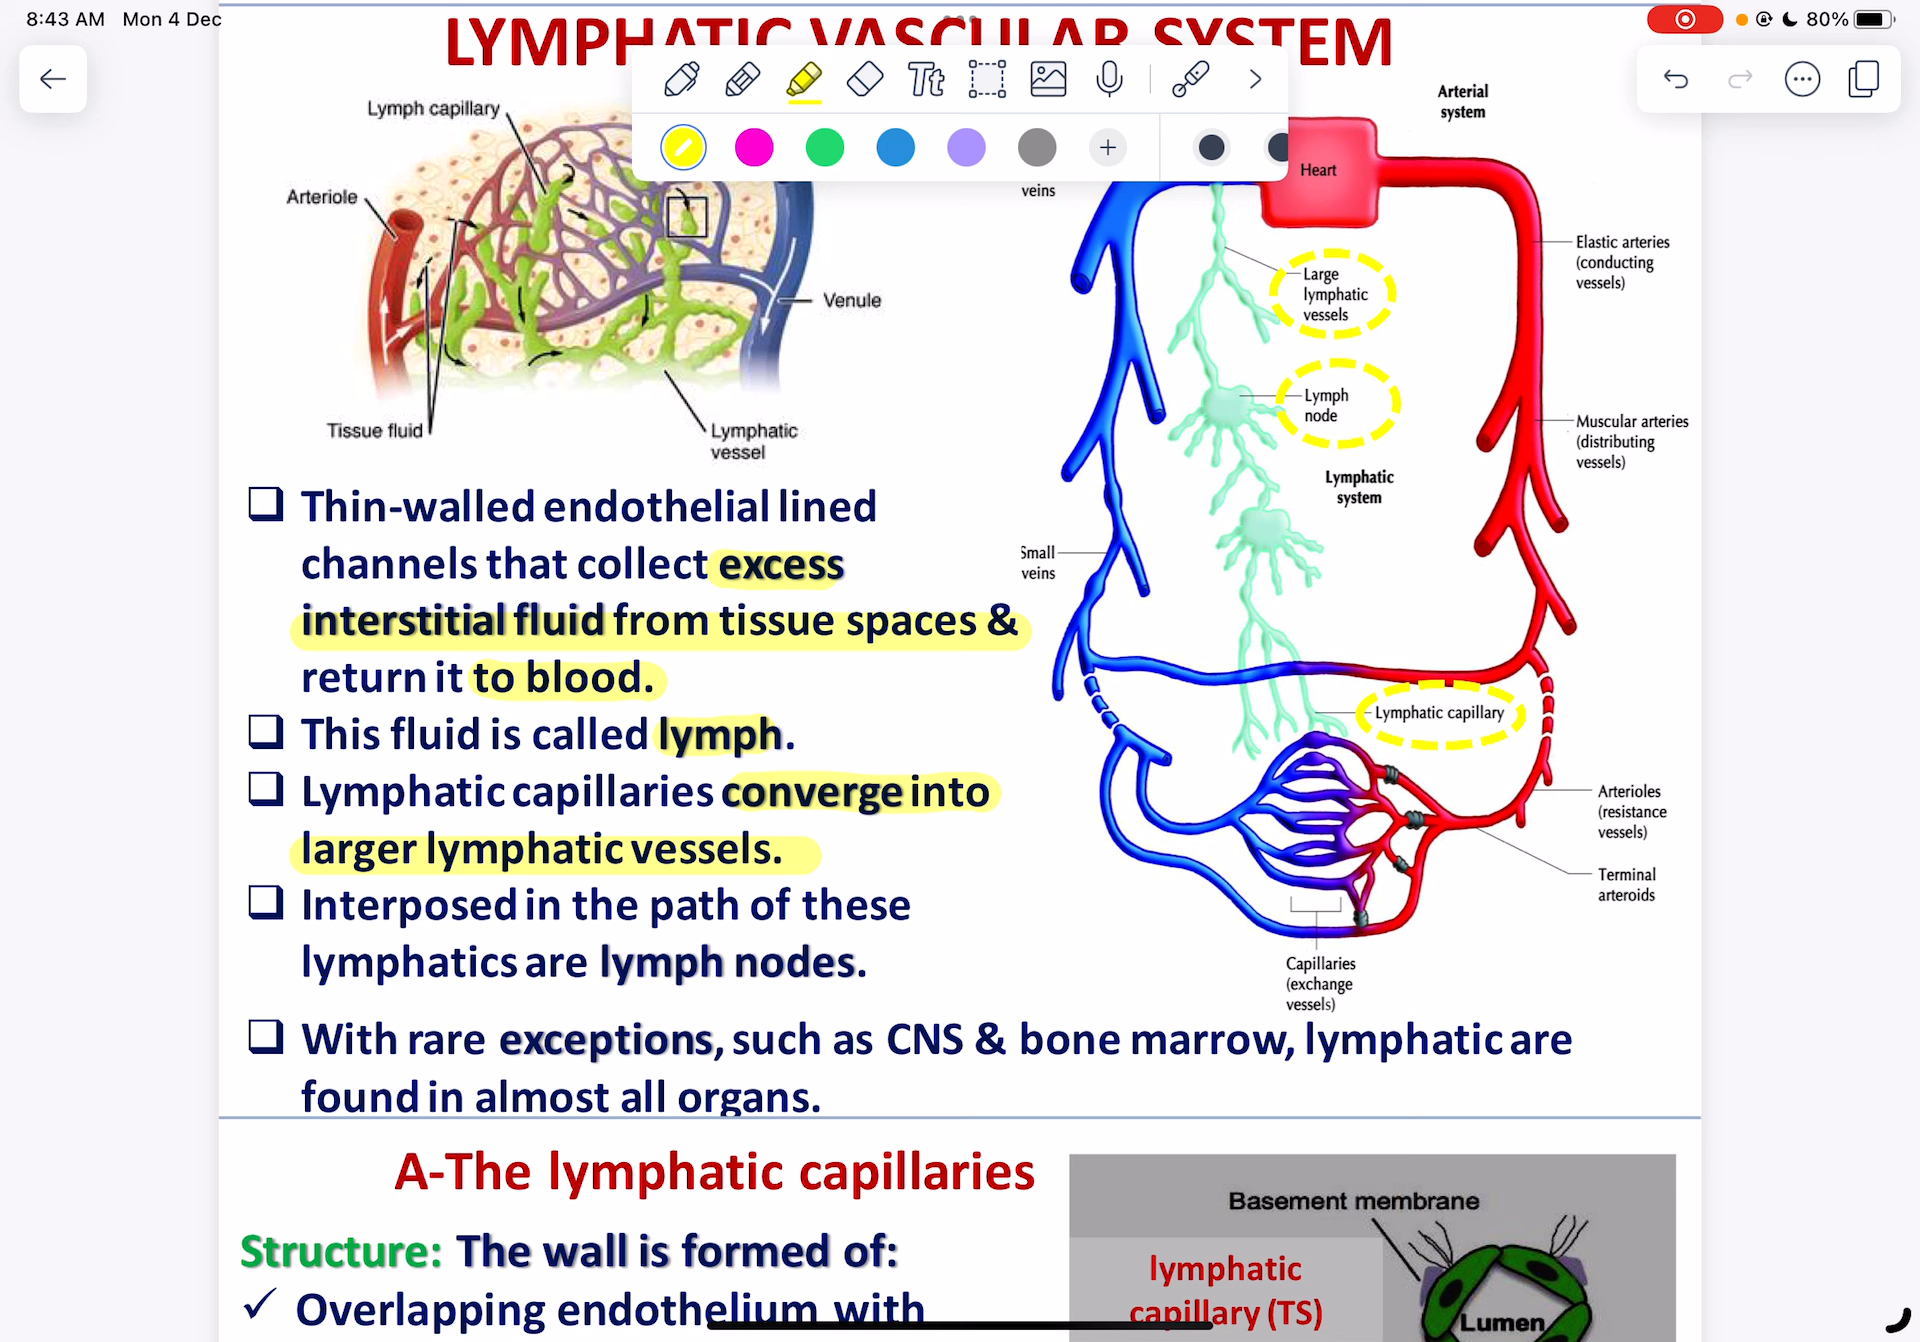 8:43 AM Mon 4 Dec
80%
LYMPHATIC VASCULAR SYSTEM
Tt
Lymph capillary
Arteriole
Venule
Tissue fluid
Lymphatic
vessel
Arterial
system
Heart
veins
Large
lymphatic
vessels
Elastic arteries
(conducting
vessels)
Lymph
node
Muscular arteries
(distributing
vessels)
Lymphatic
system
Small
veins
Lymphatic capillary
Arterioles
(resistance
vessels)
Terminal
arteroids
Capillaries
(exchange
vessels)
❑ Thin-walled endothelial lined
channels that collect excess
interstitial fluid from tissue spaces &
return it to blood.
❑ This fluid is called lymph.
❑ Lymphatic capillaries converge into
larger lymphatic vessels.
❑ Interposed in the path of these
lymphatics are lymph nodes.
❑ With rare exceptions, such as CNS & bone marrow, lymphatic are
found in almost all organs.
A-The lymphatic capillaries
Structure: The wall is formed of:
✓ Overlapping endothelium with
Basement membrane
lymphatic
capillary (TS)
Lumen